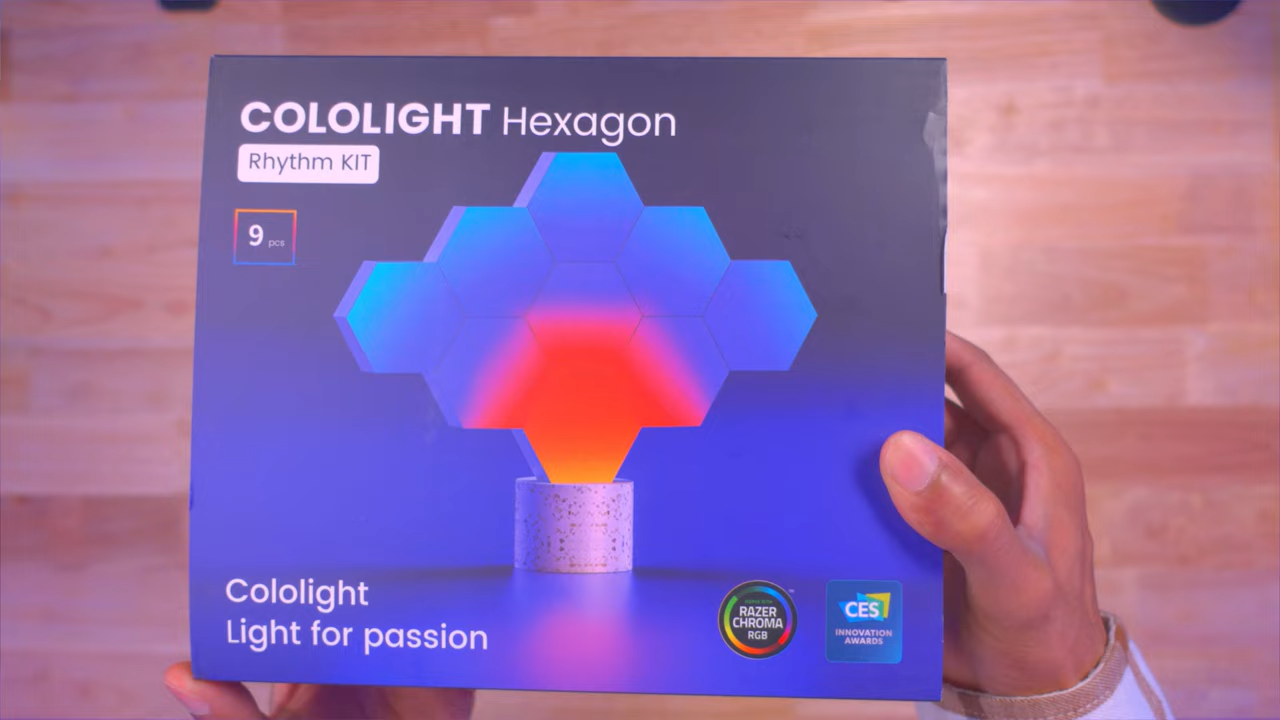 COLOLIGHT Hexagon
Rhythm KIT
9 pcs
Cololight
Light for passion
RAZER
CHROMA
RGB
CES
INNOVATION
AWARDS